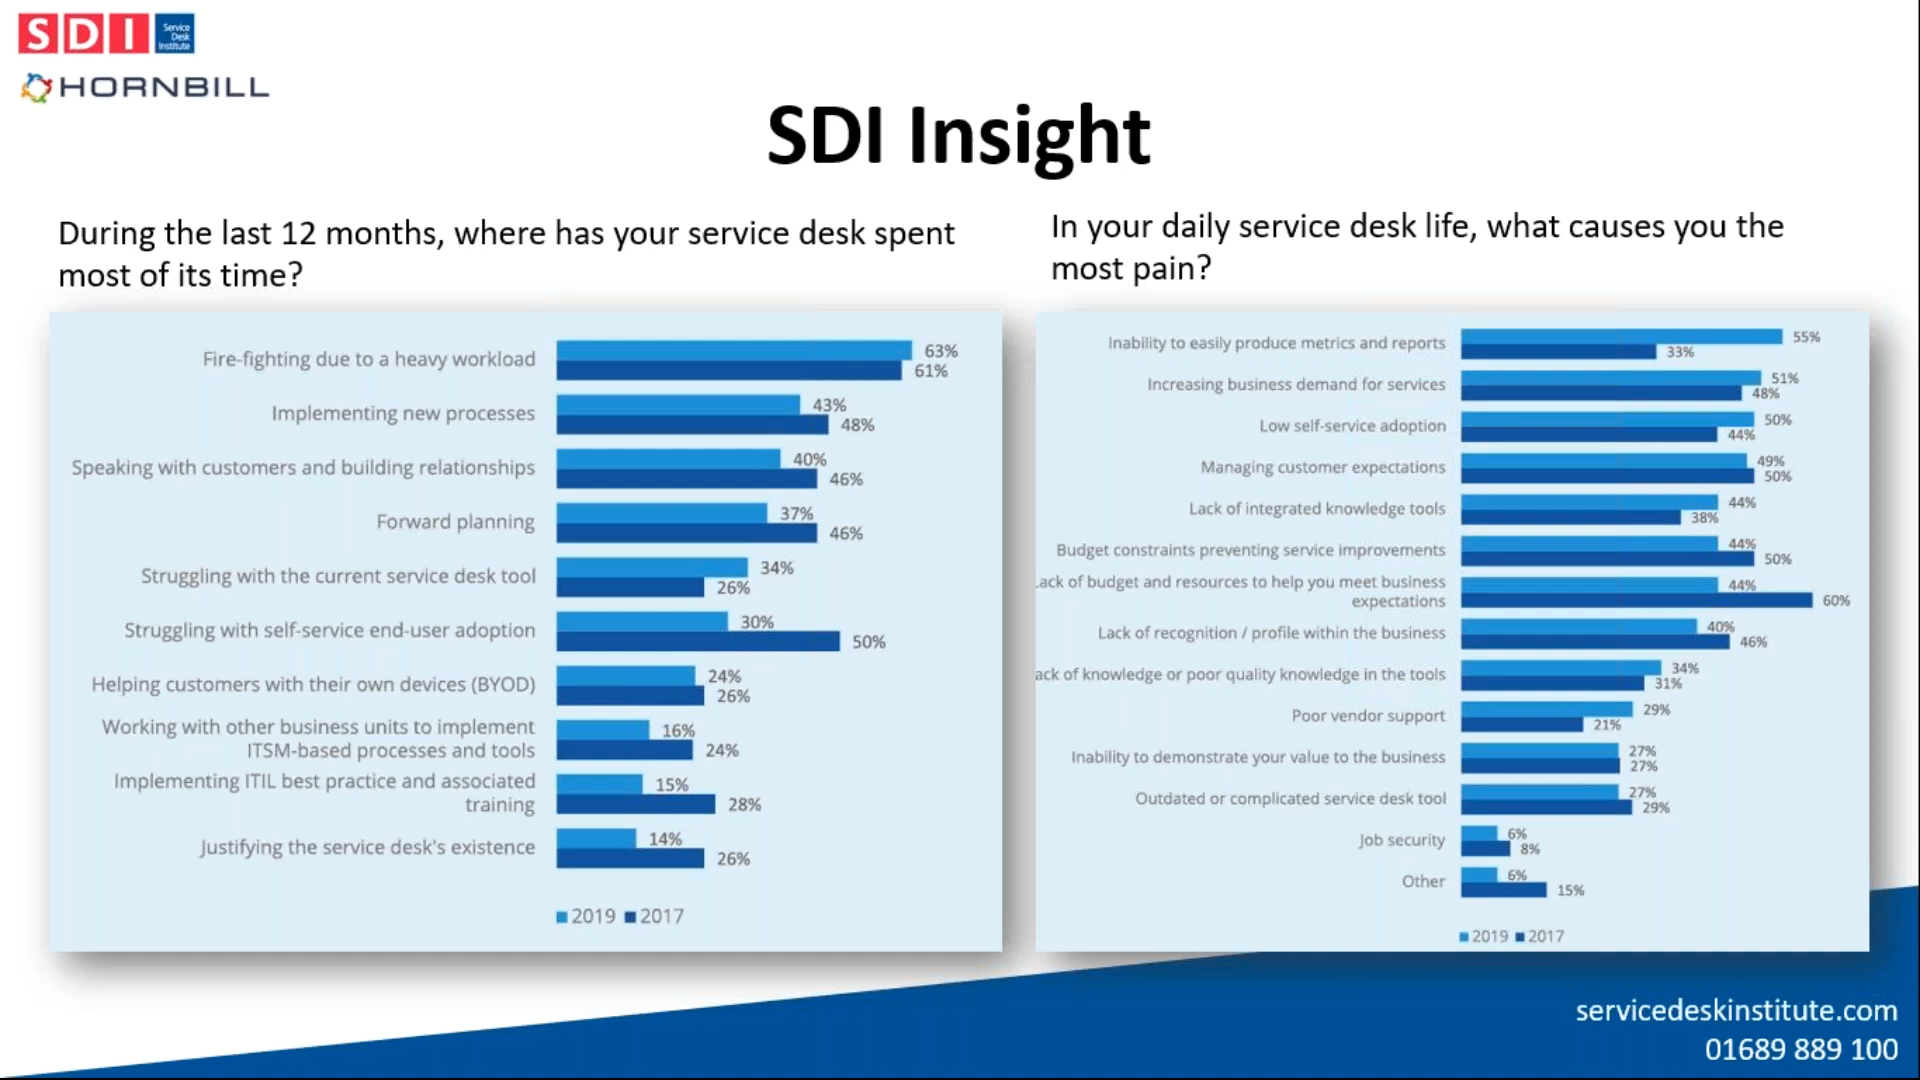 SDI Service
Desk
Institute
HORNBILL
SDI Insight
During the last 12 months, where has your service desk spent
most of its time?
Fire-fighting due to a heavy workload 63%
61%
Implementing new processes 43%
48%
Speaking with customers and building relationships 40%
46%
Forward planning 37%
46%
Struggling with the current service desk tool 34%
26%
Struggling with self-service end-user adoption 30%
50%
Helping customers with their own devices (BYOD) 24%
26%
Working with other business units to implement 16%
ITSM-based processes and tools 24%
Implementing ITIL best practice and associated 15%
training 28%
Justifying the service desk's existence 14%
26%
2019 2017
In your daily service desk life, what causes you the
most pain?
Inability to easily produce metrics and reports 55%
33%
Increasing business demand for services 51%
48%
Low self-service adoption 50%
44%
Managing customer expectations 49%
50%
Lack of integrated knowledge tools 44%
38%
Budget constraints preventing service improvements 44%
50%
ack of budget and resources to help you meet business 44%
expectations 60%
Lack of recognition / profile within the business 40%
46%
ack of knowledge or poor quality knowledge in the tools 34%
31%
Poor vendor support 29%
21%
Inability to demonstrate your value to the business 27%
27%
Outdated or complicated service desk tool 27%
29%
Job security 6%
8%
Other 6%
15%
2019 2017
servicedeskinstitute.com
01689 889 100